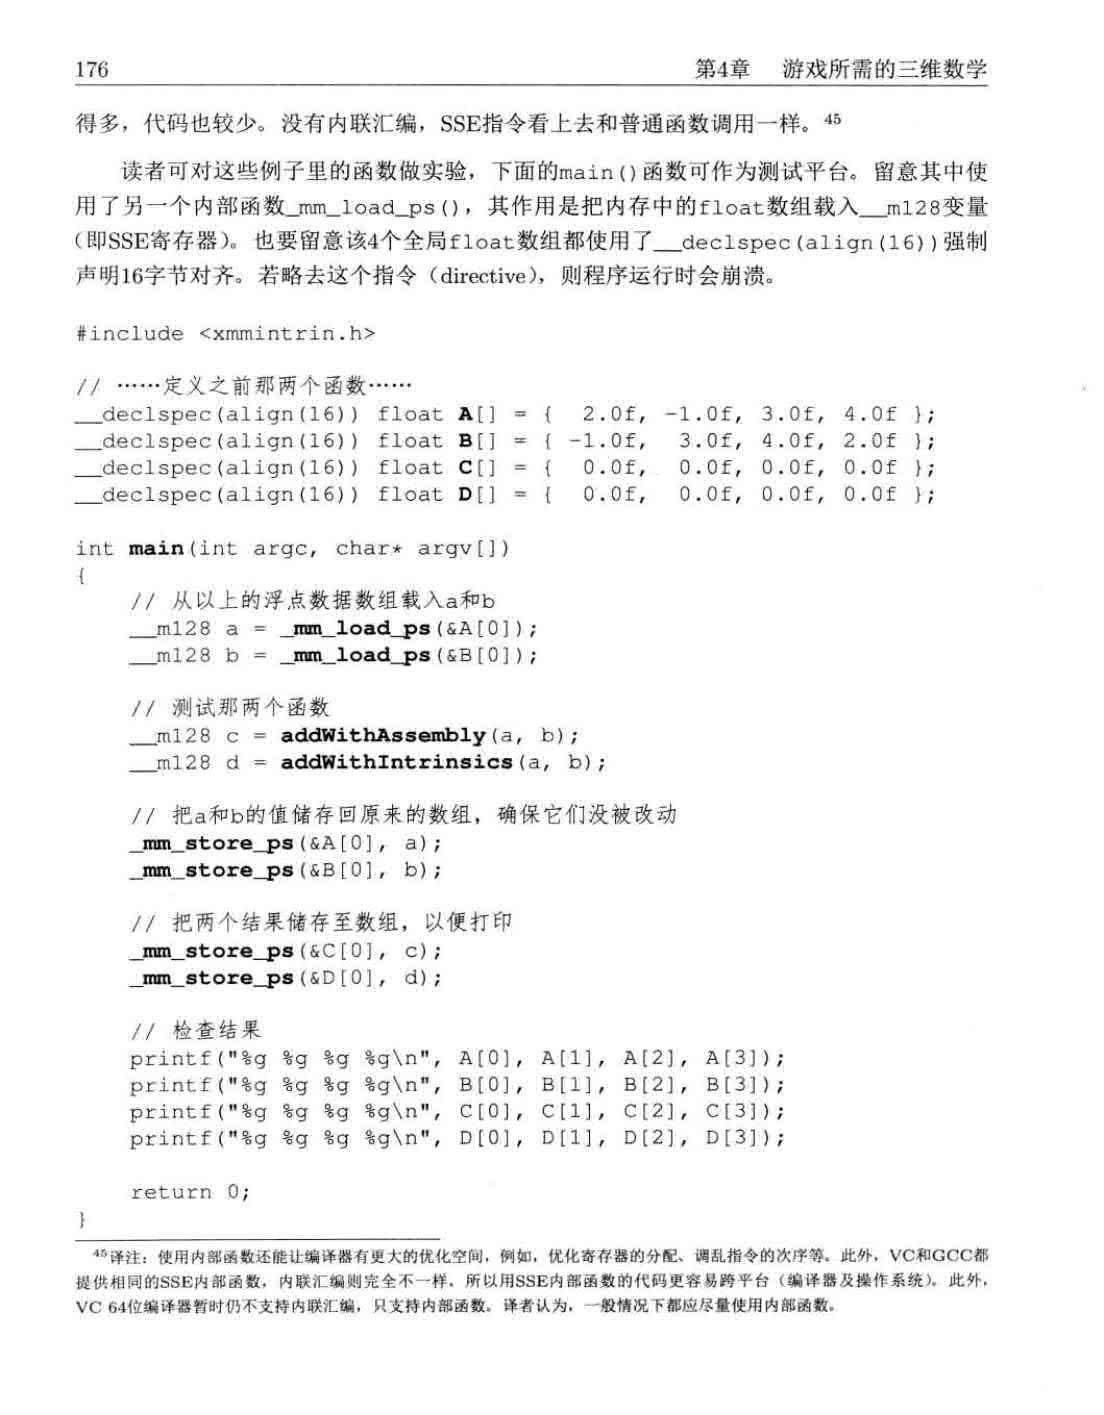 176 第4章 游戏所需的三维数学
得多，代码也较少。没有内联汇编，SSE指令看上去和普通函数调用一样。45
读者可对这些例子里的函数做实验，下面的main()函数可作为测试平台。留意其中使
用了另一个内部函数_mm_load_ps()，其作用是把内存中的float数组载入__m128变量
（即SSE寄存器）。也要留意该4个全局float数组都使用了__declspec(align(16))强制
声明16字节对齐。若略去这个指令（directive），则程序运行时会崩溃。
#include <xmmintrin.h>
// ……定义之前那两个函数……
__declspec(align(16)) float A[] = {  2.0f, -1.0f, 3.0f, 4.0f };
__declspec(align(16)) float B[] = { -1.0f,  3.0f, 4.0f, 2.0f };
__declspec(align(16)) float C[] = {  0.0f,  0.0f, 0.0f, 0.0f };
__declspec(align(16)) float D[] = {  0.0f,  0.0f, 0.0f, 0.0f };
int main(int argc, char* argv[])
{
// 从以上的浮点数据数组载入a和b
__m128 a = _mm_load_ps(&A[0]);
__m128 b = _mm_load_ps(&B[0]);
// 测试那两个函数
__m128 c = addWithAssembly(a, b);
__m128 d = addWithIntrinsics(a, b);
// 把a和b的值储存回原来的数组，确保它们没被改动
_mm_store_ps(&A[0], a);
_mm_store_ps(&B[0], b);
// 把两个结果储存至数组，以便打印
_mm_store_ps(&C[0], c);
_mm_store_ps(&D[0], d);
// 检查结果
printf("%g %g %g %g\n", A[0], A[1], A[2], A[3]);
printf("%g %g %g %g\n", B[0], B[1], B[2], B[3]);
printf("%g %g %g %g\n", C[0], C[1], C[2], C[3]);
printf("%g %g %g %g\n", D[0], D[1], D[2], D[3]);
return 0;
}
45译注：使用内部函数还能让编译器有更大的优化空间，例如，优化寄存器的分配、调乱指令的次序等。此外，VC和GCC都
提供相同的SSE内部函数，内联汇编则完全不一样，所以用SSE内部函数的代码更容易跨平台（编译器及操作系统）。此外，
VC 64位编译器暂时仍不支持内联汇编，只支持内部函数。译者认为，一般情况下都应尽量使用内部函数。